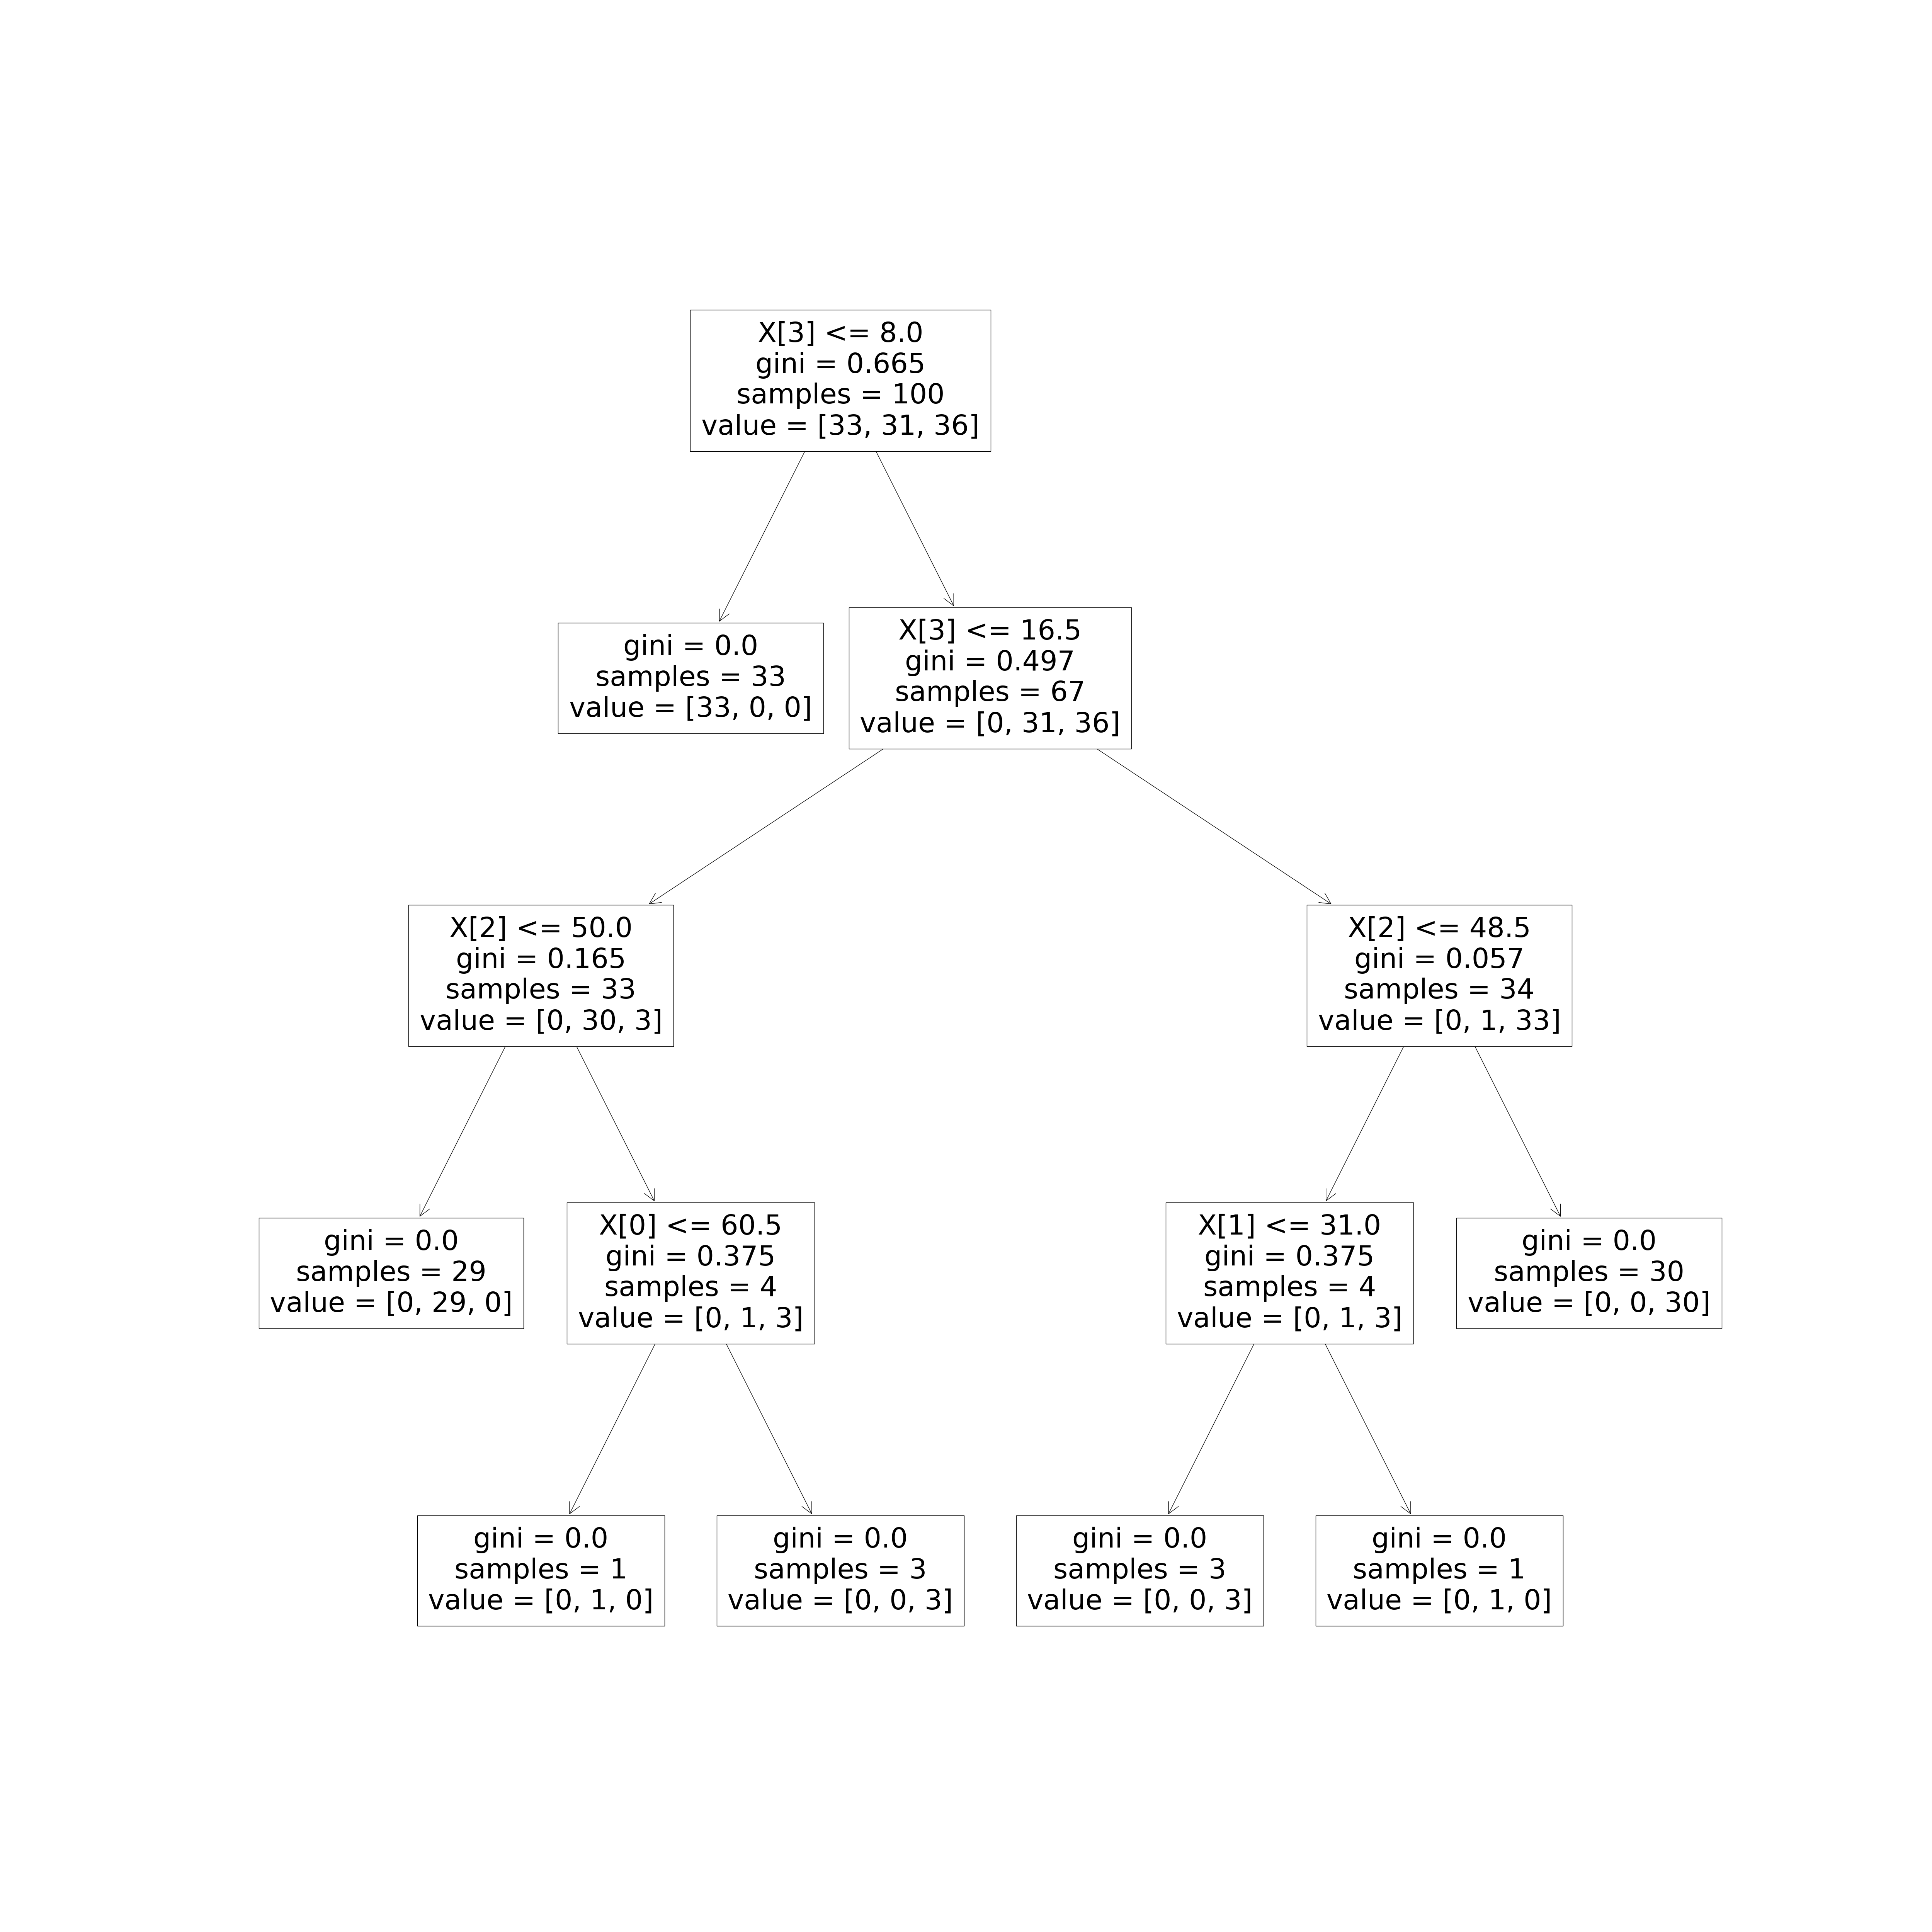 X[3] <= 8.0
gini = 0.665
samples = 100
value = [33, 31, 36]
gini = 0.0
samples = 33
value = [33, 0, 0]
X[3] <= 16.5
gini = 0.497
samples = 67
value = [0, 31, 36]
X[2] <= 50.0
gini = 0.165
samples = 33
value = [0, 30, 3]
X[2] <= 48.5
gini = 0.057
samples = 34
value = [0, 1, 33]
gini = 0.0
samples = 29
value = [0, 29, 0]
X[0] <= 60.5
gini = 0.375
samples = 4
value = [0, 1, 3]
X[1] <= 31.0
gini = 0.375
samples = 4
value = [0, 1, 3]
gini = 0.0
samples = 30
value = [0, 0, 30]
gini = 0.0
samples = 1
value = [0, 1, 0]
gini = 0.0
samples = 3
value = [0, 0, 3]
gini = 0.0
samples = 3
value = [0, 0, 3]
gini = 0.0
samples = 1
value = [0, 1, 0]